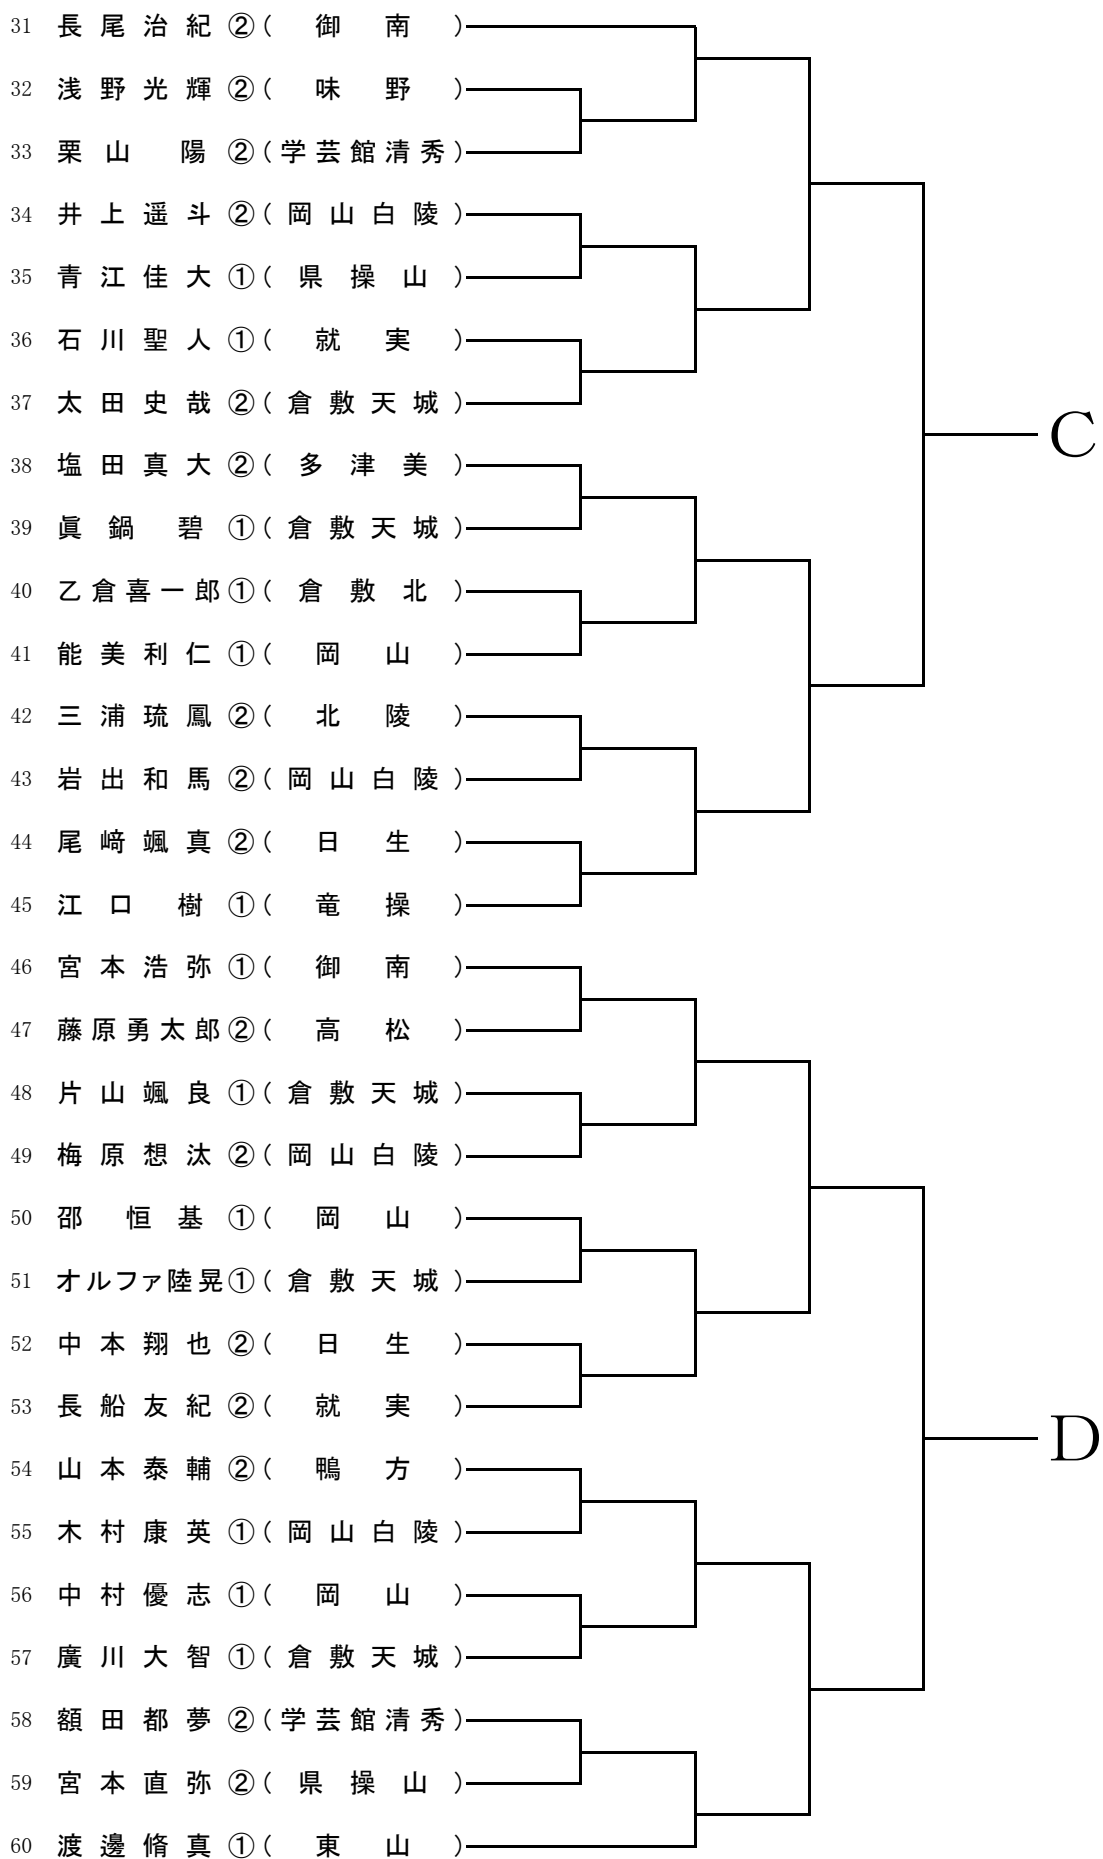 31 長尾治紀 ② ( 御南 )
32 浅野光輝 ② ( 味野 )
33 栗山 陽 ② ( 学芸館清秀 )
34 井上遥斗 ② ( 岡山白陵 )
35 青江佳大 ① ( 県操山 )
36 石川聖人 ① ( 就実 )
37 太田史哉 ② ( 倉敷天城 )
C
38 塩田真大 ② ( 多津美 )
39 眞鍋 碧 ① ( 倉敷天城 )
40 乙倉喜一郎 ① ( 倉敷北 )
41 能美利仁 ① ( 岡山 )
42 三浦琉鳳 ② ( 北陵 )
43 岩出和馬 ② ( 岡山白陵 )
44 尾﨑颯真 ② ( 日生 )
45 江口 樹 ① ( 竜操 )
46 宮本浩弥 ① ( 御南 )
47 藤原勇太郎 ② ( 高松 )
48 片山颯良 ① ( 倉敷天城 )
49 梅原想汰 ② ( 岡山白陵 )
50 邵 恒基 ① ( 岡山 )
51 オルファ陸晃 ① ( 倉敷天城 )
52 中本翔也 ② ( 日生 )
53 長船友紀 ② ( 就実 )
D
54 山本泰輔 ② ( 鴨方 )
55 木村康英 ① ( 岡山白陵 )
56 中村優志 ① ( 岡山 )
57 廣川大智 ① ( 倉敷天城 )
58 額田都夢 ② ( 学芸館清秀 )
59 宮本直弥 ② ( 県操山 )
60 渡邊脩真 ① ( 東山 )